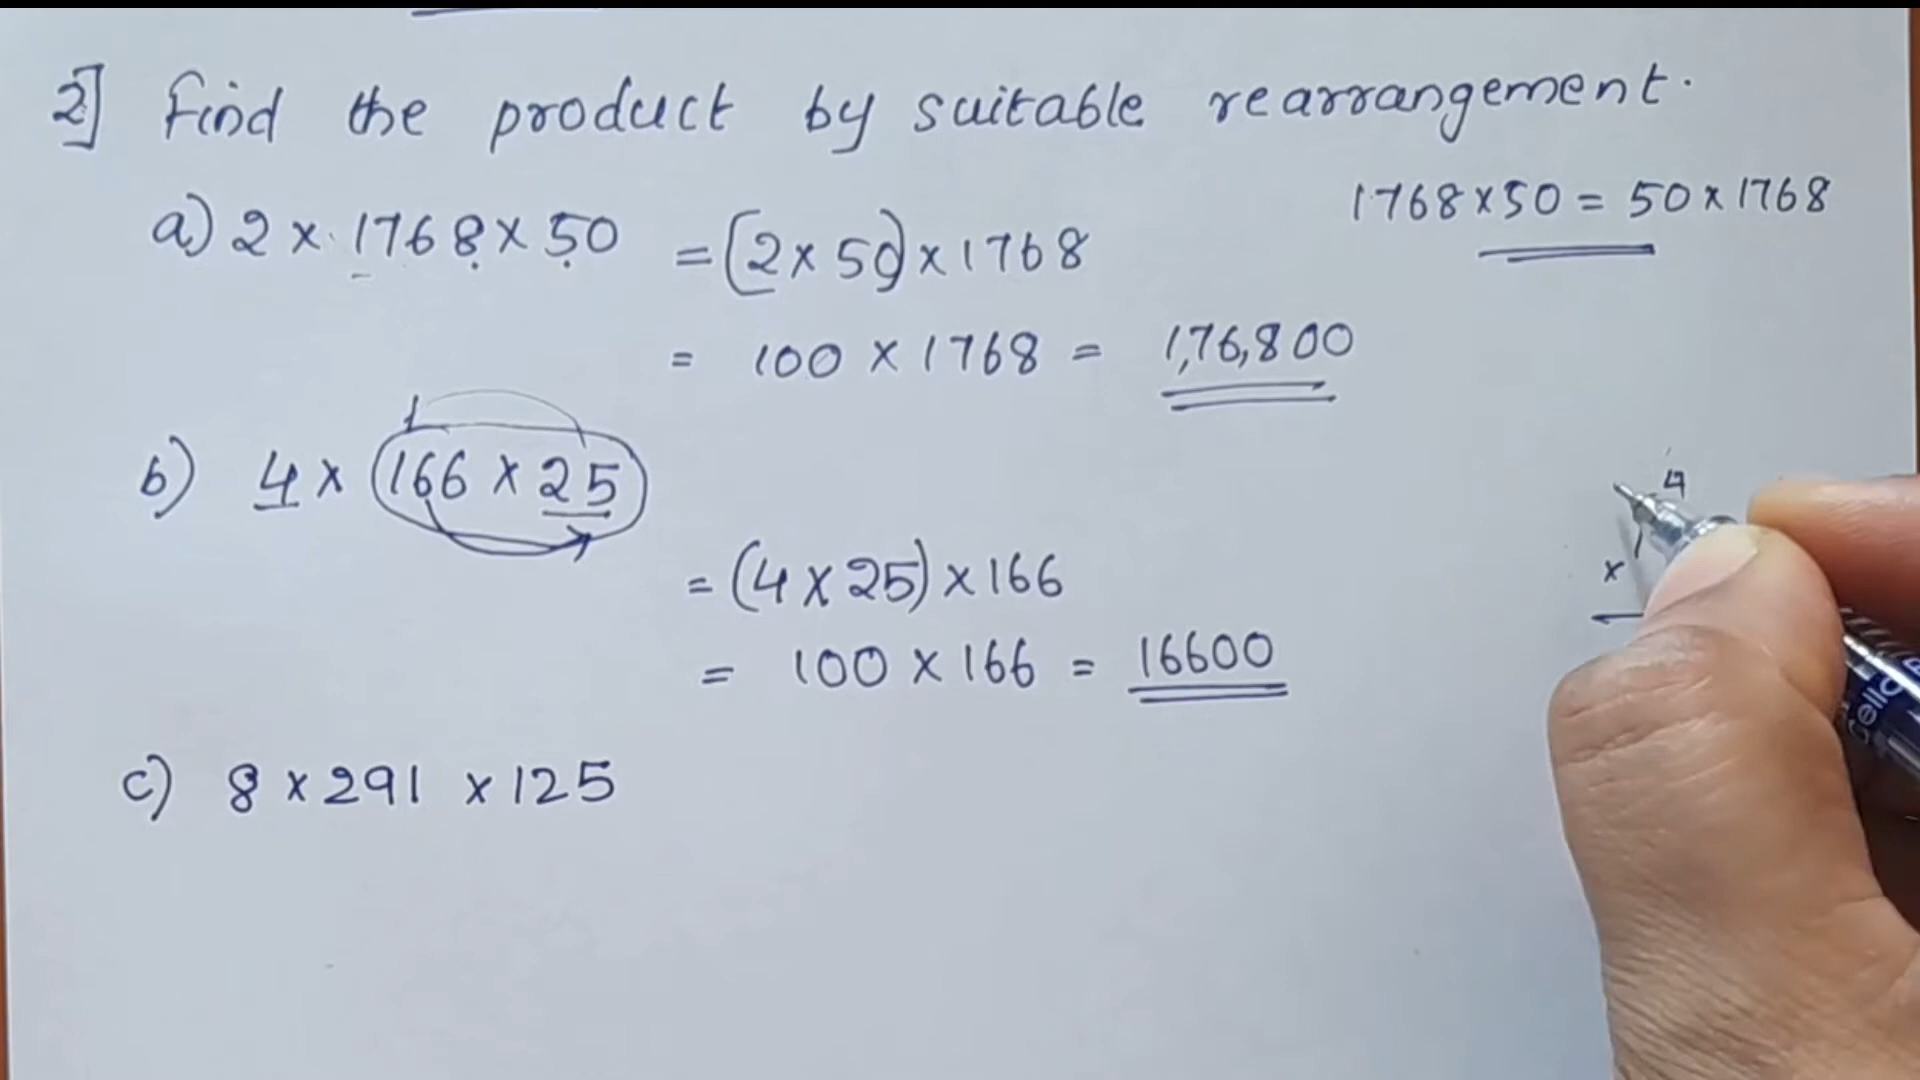 2] Find the product by suitable rearrangement.
a) 2 × 1768 × 50 = (2 × 50) × 1768
1768 × 50 = 50 × 1768
= 100 × 1768 = 1,76,800
b) 4 × (166 × 25)
= (4 × 25) × 166
= 100 × 166 = 16600
c) 8 × 291 × 125
×
cello